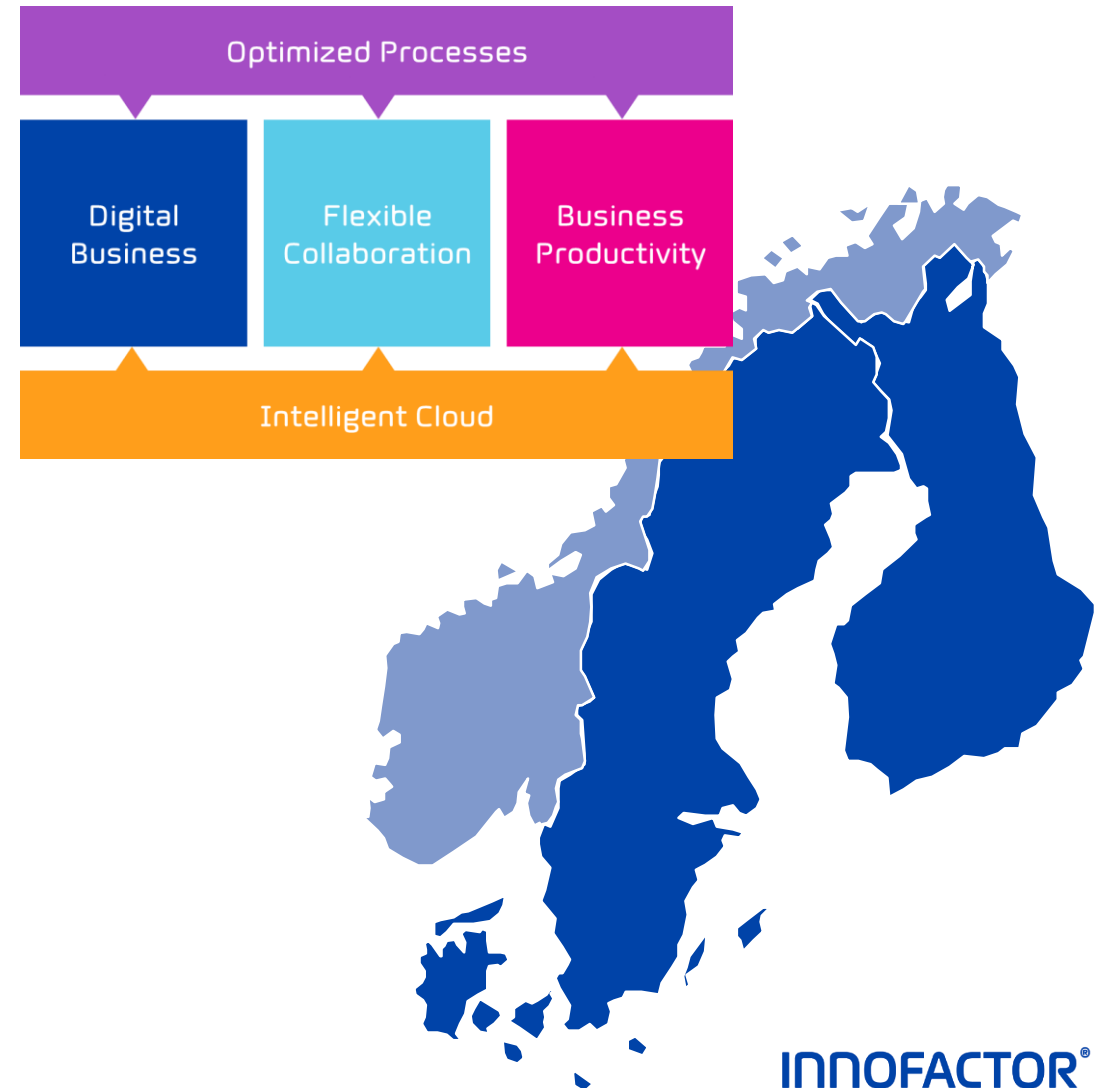 Optimized Processes
Digital
Business
Flexible
Collaboration
Business
Productivity
Intelligent Cloud
INNOFACTOR®